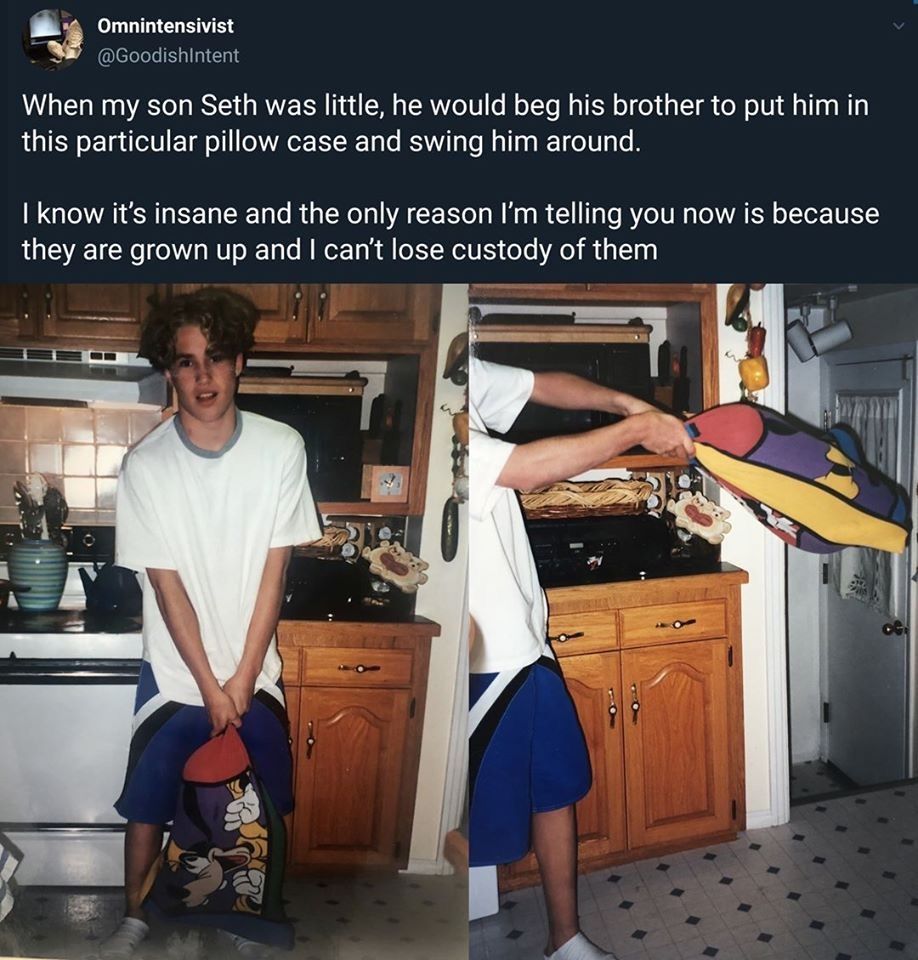 Omnintensivist
@GoodishIntent
When my son Seth was little, he would beg his brother to put him in
this particular pillow case and swing him around.
I know it's insane and the only reason I'm telling you now is because
they are grown up and I can't lose custody of them